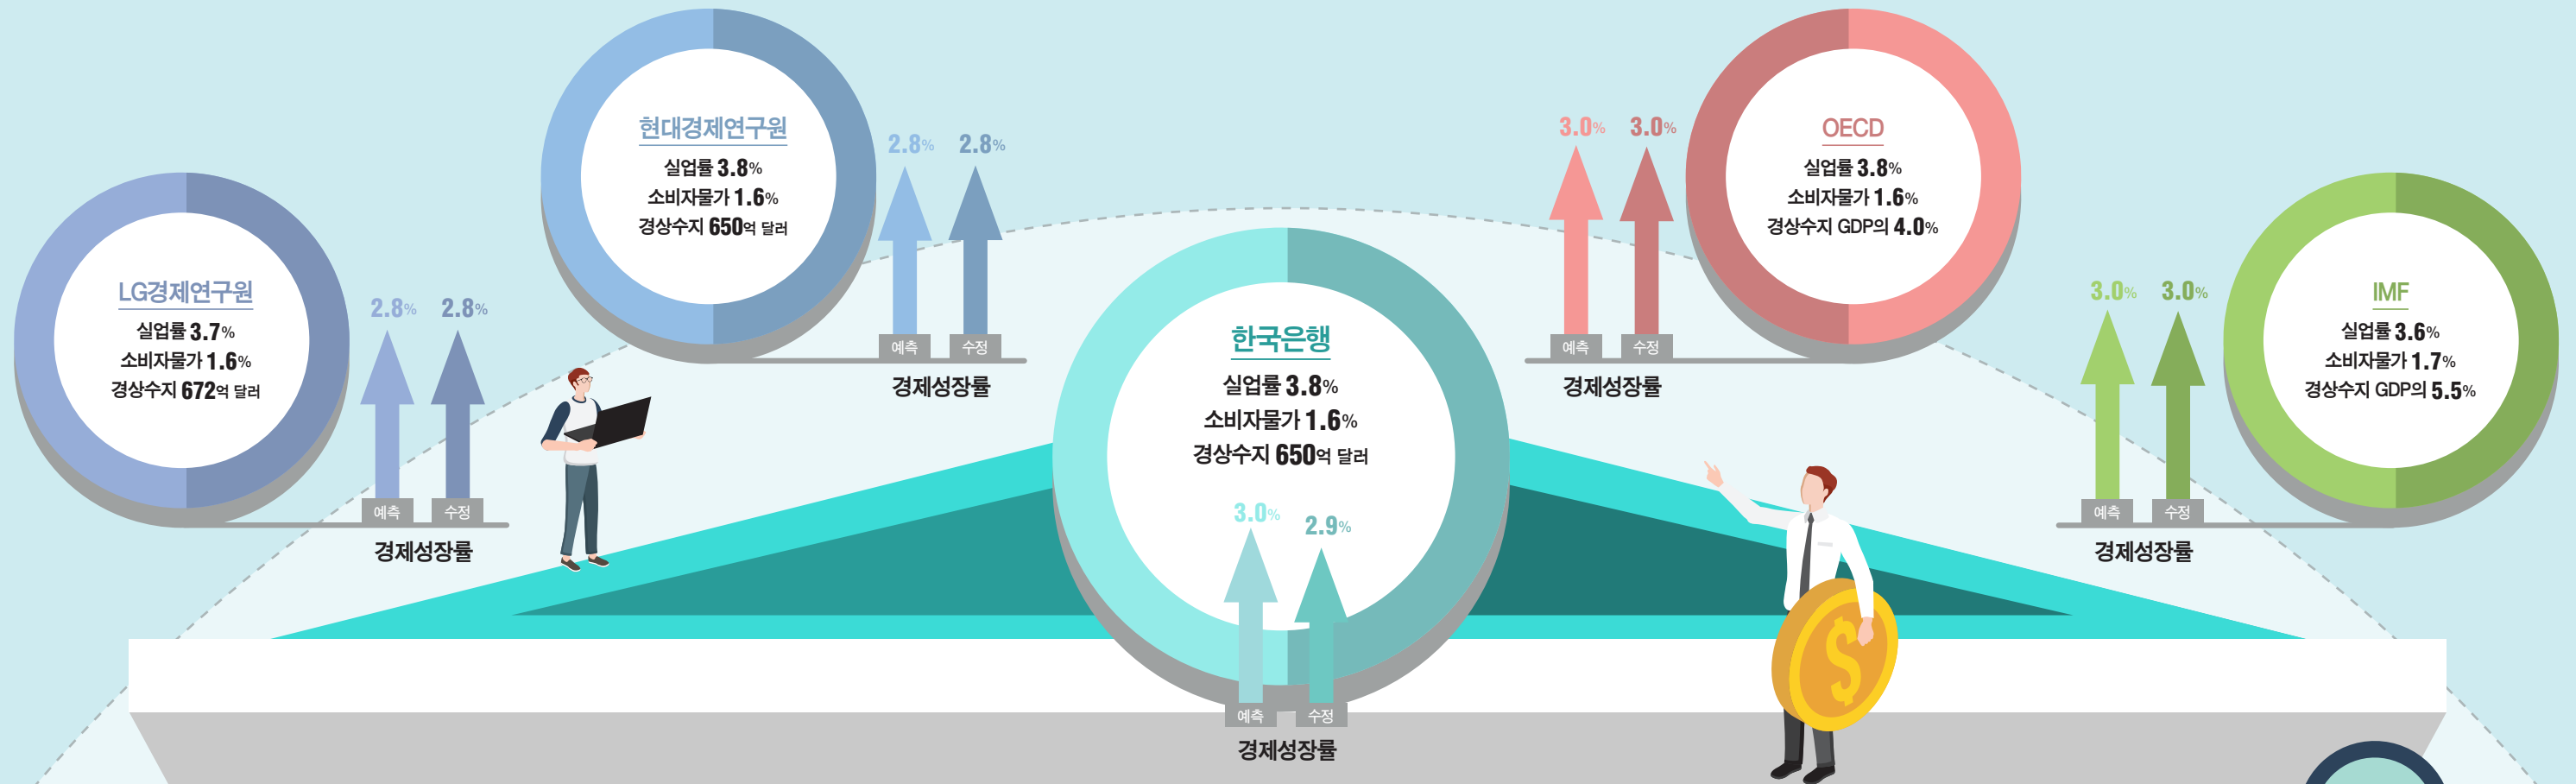 LG경제연구원
실업률 3.7%
소비자물가 1.6%
경상수지 672억 달러
2.8% 2.8%
예측 수정
경제성장률
현대경제연구원
실업률 3.8%
소비자물가 1.6%
경상수지 650억 달러
2.8% 2.8%
예측 수정
경제성장률
한국은행
실업률 3.8%
소비자물가 1.6%
경상수지 650억 달러
3.0% 2.9%
예측 수정
경제성장률
3.0% 3.0%
예측 수정
경제성장률
OECD
실업률 3.8%
소비자물가 1.6%
경상수지 GDP의 4.0%
3.0% 3.0%
예측 수정
경제성장률
IMF
실업률 3.6%
소비자물가 1.7%
경상수지 GDP의 5.5%
$